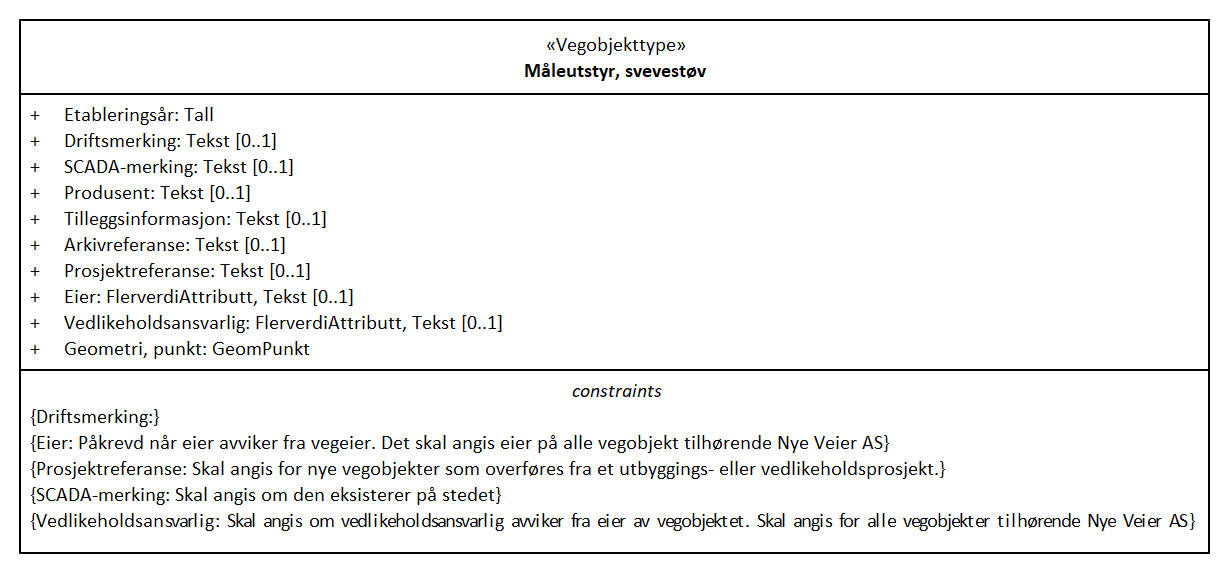 «Vegobjekttype»
Måleutstyr, svevestøv
+ Etableringsår: Tall
+ Driftsmerking: Tekst [0..1]
+ SCADA-merking: Tekst [0..1]
+ Produsent: Tekst [0..1]
+ Tilleggsinformasjon: Tekst [0..1]
+ Arkivreferanse: Tekst [0..1]
+ Prosjektreferanse: Tekst [0..1]
+ Eier: FlerverdiAttributt, Tekst [0..1]
+ Vedlikeholdsansvarlig: FlerverdiAttributt, Tekst [0..1]
+ Geometri, punkt: GeomPunkt
constraints
{Driftsmerking:}
{Eier: Påkrevd når eier avviker fra vegeier. Det skal angis eier på alle vegobjekt tilhørende Nye Veier AS}
{Prosjektreferanse: Skal angis for nye vegobjekter som overføres fra et utbyggings- eller vedlikeholdsprosjekt.}
{SCADA-merking: Skal angis om den eksisterer på stedet}
{Vedlikeholdsansvarlig: Skal angis om vedlikeholdsansvarlig avviker fra eier av vegobjektet. Skal angis for alle vegobjekter tilhørende Nye Veier AS}